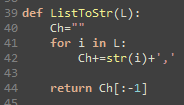 39 def ListToStr(L):
40     Ch=""
41     for i in L:
42         Ch+=str(i)+','
43
44     return Ch[:-1]